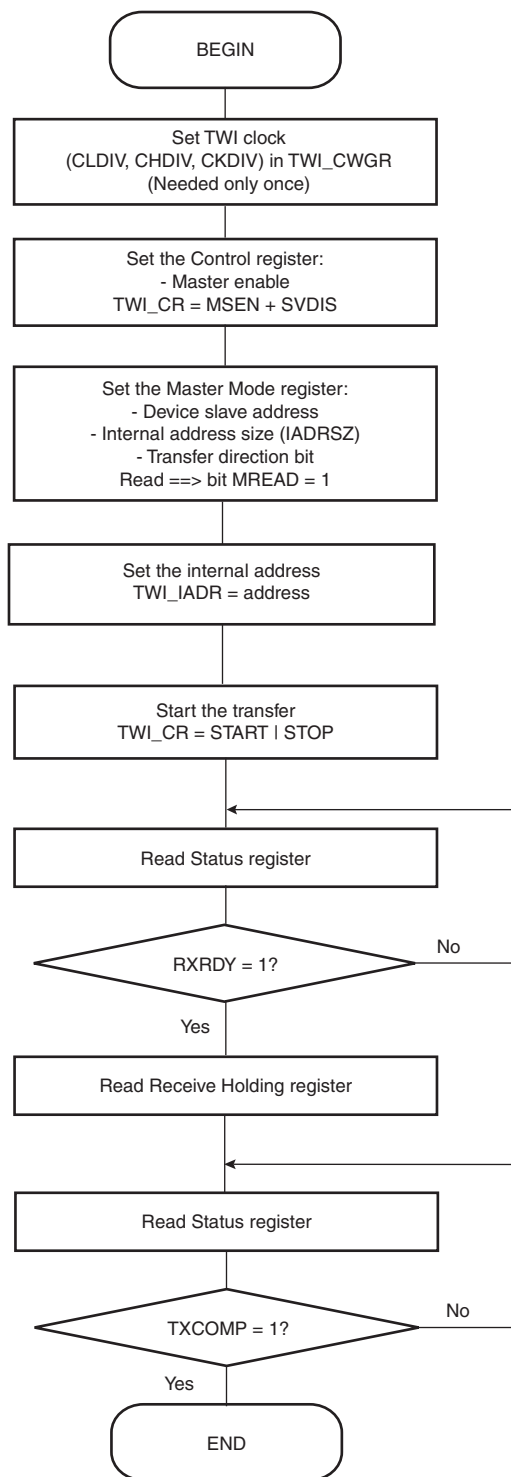 BEGIN
Set TWI clock
(CLDIV, CHDIV, CKDIV) in TWI_CWGR
(Needed only once)
Set the Control register:
- Master enable
TWI_CR = MSEN + SVDIS
Set the Master Mode register:
- Device slave address
- Internal address size (IADRSZ)
- Transfer direction bit
Read ==> bit MREAD = 1
Set the internal address
TWI_IADR = address
Start the transfer
TWI_CR = START | STOP
Read Status register
RXRDY = 1?
No
Yes
Read Receive Holding register
Read Status register
TXCOMP = 1?
No
Yes
END